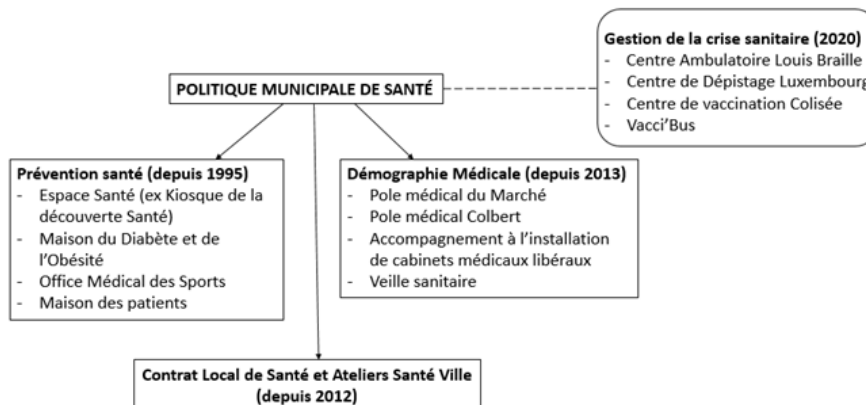 Gestion de la crise sanitaire (2020)
- Centre Ambulatoire Louis Braille
- Centre de Dépistage Luxembourg
- Centre de vaccination Colisée
- Vacci’Bus
POLITIQUE MUNICIPALE DE SANTÉ
Prévention santé (depuis 1995)
- Espace Santé (ex Kiosque de la
découverte Santé)
- Maison du Diabète et de
l’Obésité
- Office Médical des Sports
- Maison des patients
Démographie Médicale (depuis 2013)
- Pole médical du Marché
- Pole médical Colbert
- Accompagnement à l’installation
de cabinets médicaux libéraux
- Veille sanitaire
Contrat Local de Santé et Ateliers Santé Ville
(depuis 2012)